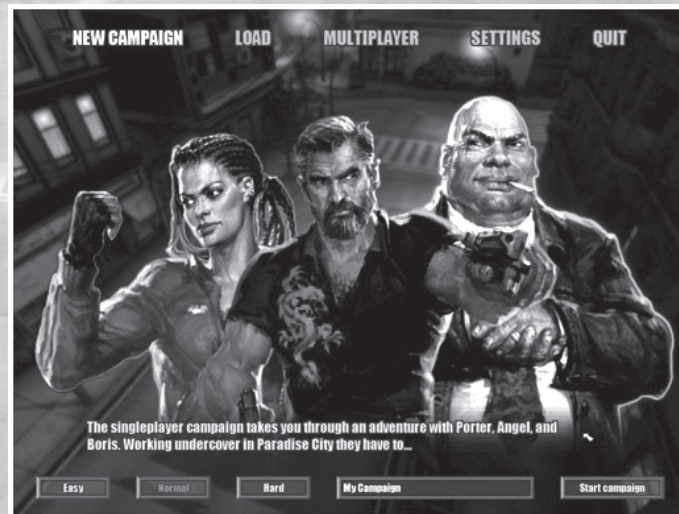 NEW CAMPAIGN LOAD MULTIPLAYER SETTINGS QUIT
The singleplayer campaign takes you through an adventure with Porter, Angel, and
Boris. Working undercover in Paradise City they have to...
Easy Normal Hard My Campaign Start campaign